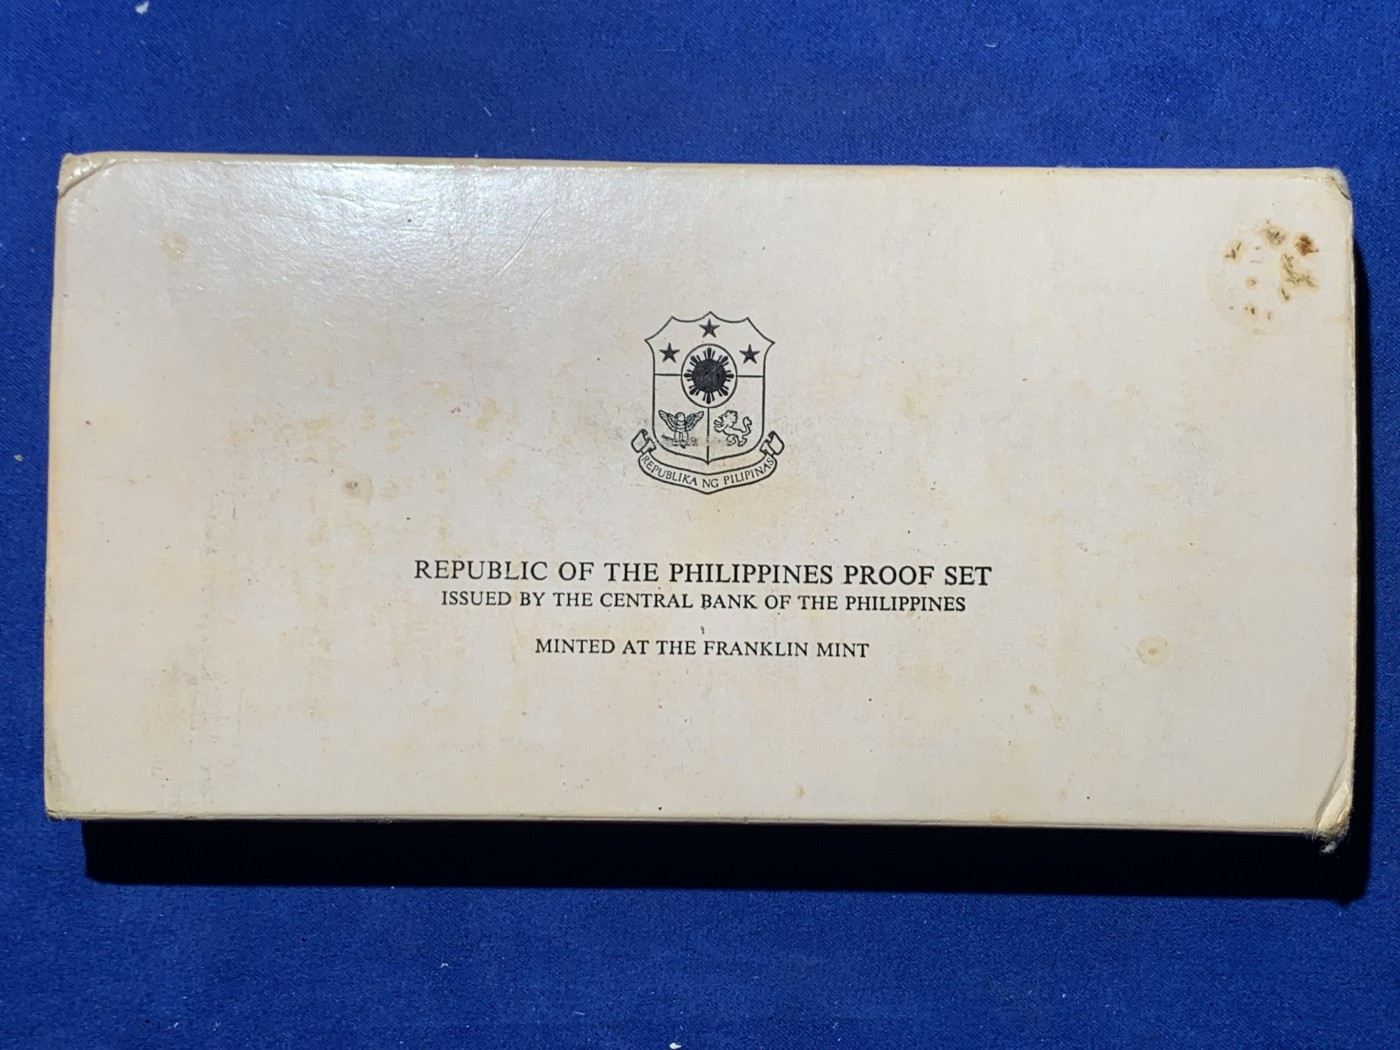 REPUBLIKA NG PILIPINAS
REPUBLIC OF THE PHILIPPINES PROOF SET
ISSUED BY THE CENTRAL BANK OF THE PHILIPPINES
MINTED AT THE FRANKLIN MINT